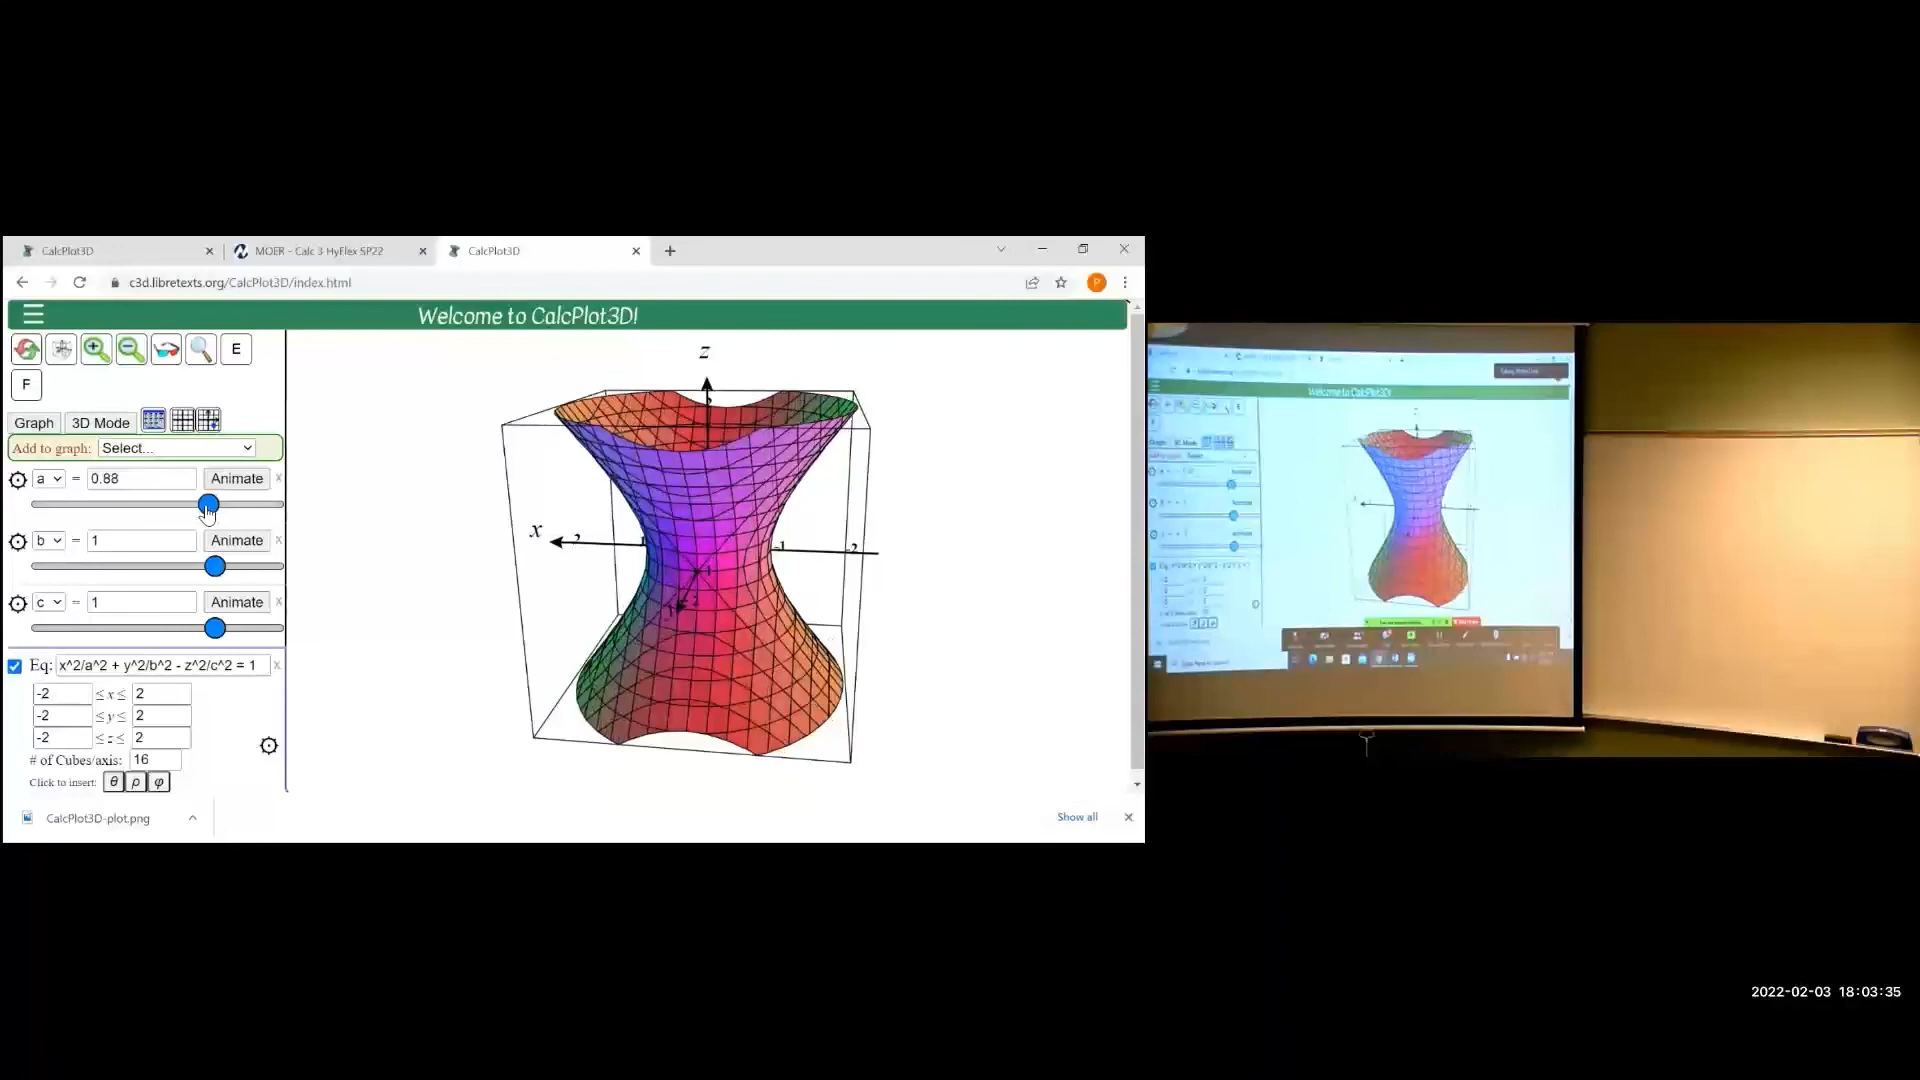 CalcPlot3D
MOER - Calc 3 HyFlex SP22
CalcPlot3D
c3d.libretexts.org/CalcPlot3D/index.html
P
Welcome to CalcPlot3D!
E
F
Graph 3D Mode
Add to graph: Select...
a = 0.88 Animate x
b = 1 Animate x
c = 1 Animate x
Eq: x^2/a^2 + y^2/b^2 - z^2/c^2 = 1 x
-2 ≤ x ≤ 2
-2 ≤ y ≤ 2
-2 ≤ z ≤ 2
# of Cubes/axis: 16
Click to insert: θ ρ φ
z
x
2
-1
-2
CalcPlot3D-plot.png
Show all
Welcome to CalcPlot3D!
2022-02-03 18:03:35